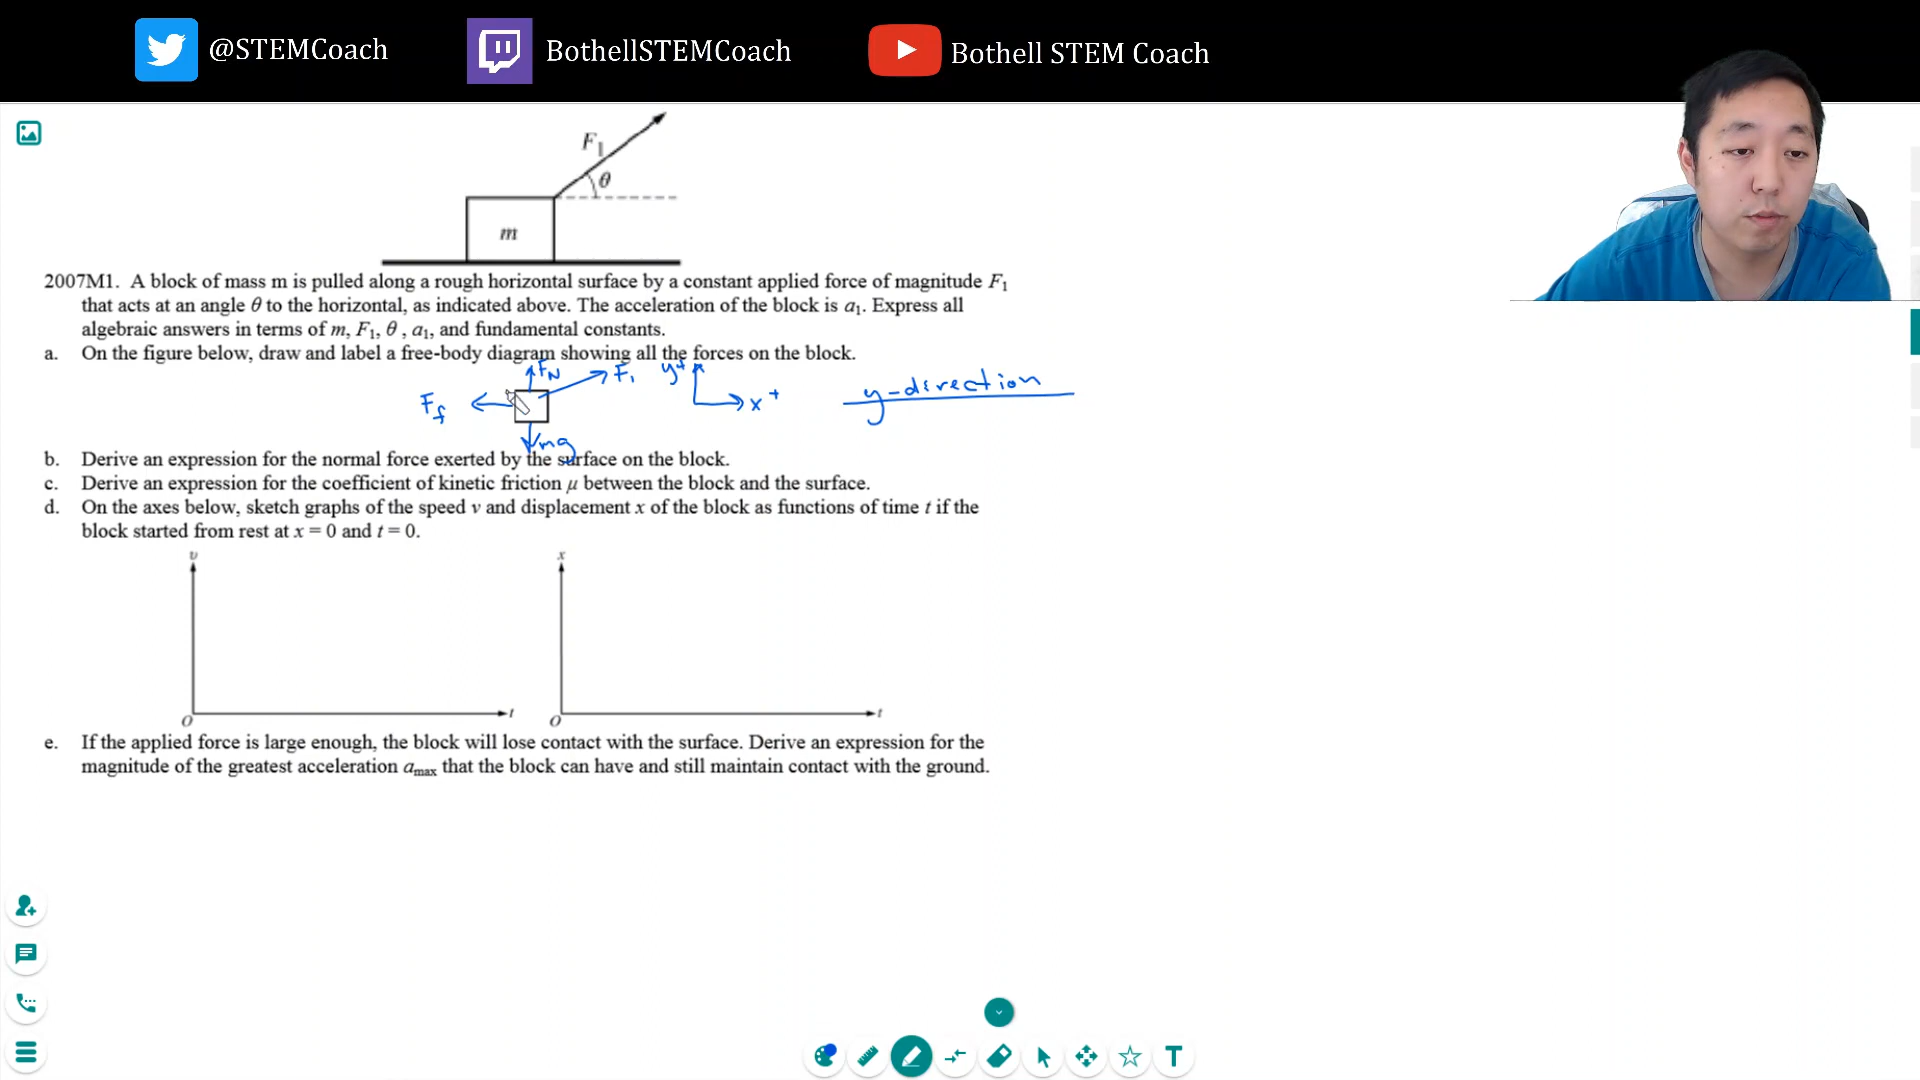 @STEMCoach
BothellSTEMCoach
Bothell STEM Coach
F₁
θ
m
2007M1. A block of mass m is pulled along a rough horizontal surface by a constant applied force of magnitude F₁
that acts at an angle θ to the horizontal, as indicated above. The acceleration of the block is a₁. Express all
algebraic answers in terms of m, F₁, θ , a₁, and fundamental constants.
a. On the figure below, draw and label a free-body diagram showing all the forces on the block.
F_N
F₁
y+
x+
y-direction
F_f
mg
b. Derive an expression for the normal force exerted by the surface on the block.
c. Derive an expression for the coefficient of kinetic friction μ between the block and the surface.
d. On the axes below, sketch graphs of the speed v and displacement x of the block as functions of time t if the
block started from rest at x = 0 and t = 0.
υ
x
O
t
O
t
e. If the applied force is large enough, the block will lose contact with the surface. Derive an expression for the
magnitude of the greatest acceleration a_max that the block can have and still maintain contact with the ground.
T